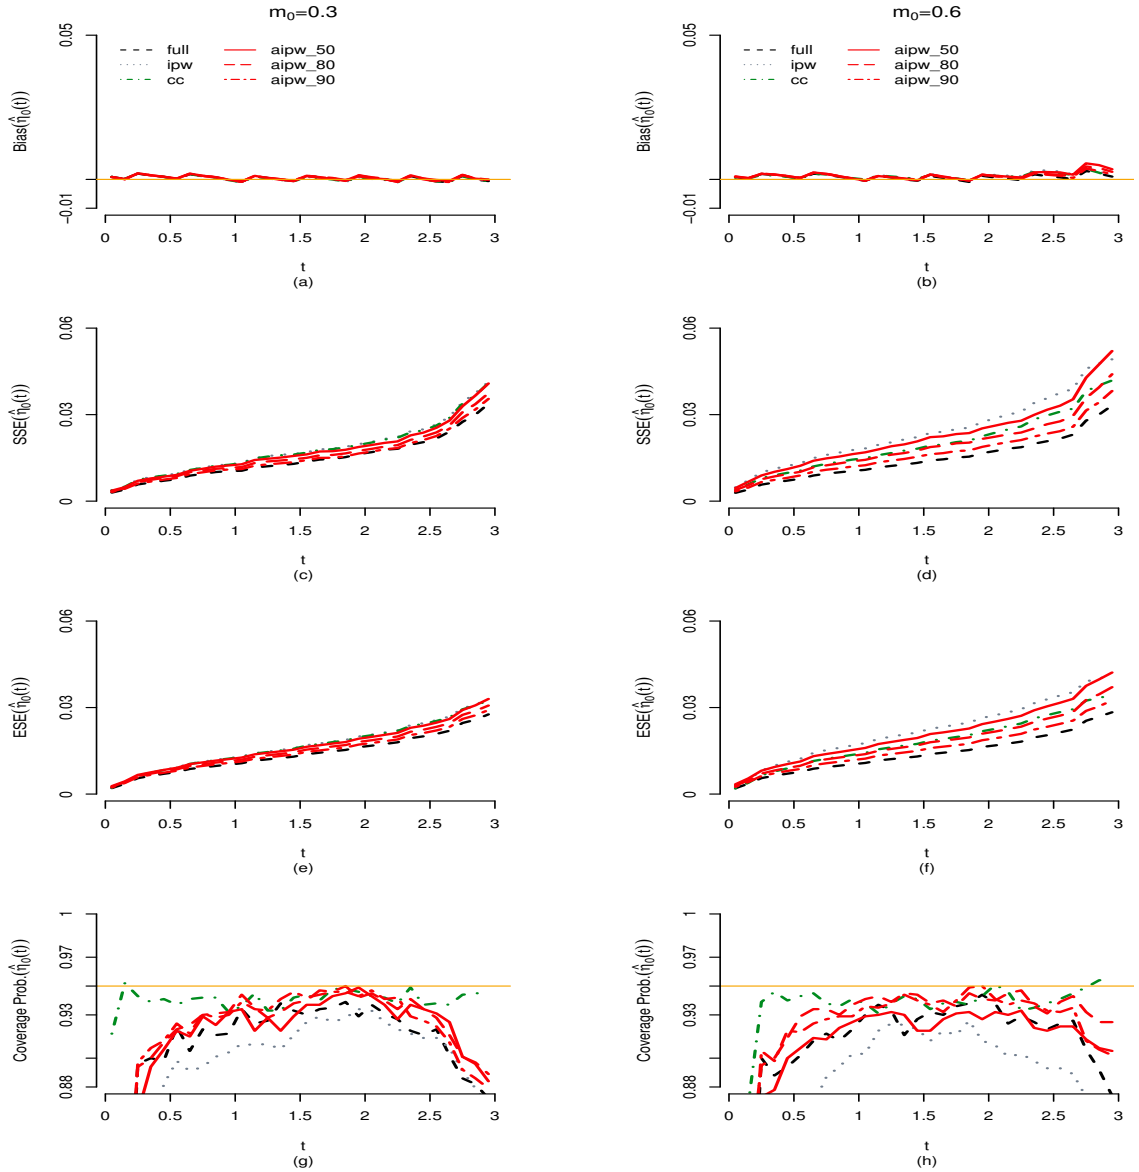 m₀=0.3
Bias(η̂₀(t))
0.05
−0.01
full aipw_50
ipw aipw_80
cc aipw_90
0 0.5 1 1.5 2 2.5 3
t
(a)
m₀=0.6
Bias(η̂₀(t))
0.05
−0.01
full aipw_50
ipw aipw_80
cc aipw_90
0 0.5 1 1.5 2 2.5 3
t
(b)
SSE(η̂₀(t))
0.06
0.03
0
0 0.5 1 1.5 2 2.5 3
t
(c)
SSE(η̂₀(t))
0.06
0.03
0
0 0.5 1 1.5 2 2.5 3
t
(d)
ESE(η̂₀(t))
0.06
0.03
0
0 0.5 1 1.5 2 2.5 3
t
(e)
ESE(η̂₀(t))
0.06
0.03
0
0 0.5 1 1.5 2 2.5 3
t
(f)
Coverage Prob.(η̂₀(t))
1
0.97
0.93
0.88
0 0.5 1 1.5 2 2.5 3
t
(g)
Coverage Prob.(η̂₀(t))
1
0.97
0.93
0.88
0 0.5 1 1.5 2 2.5 3
t
(h)